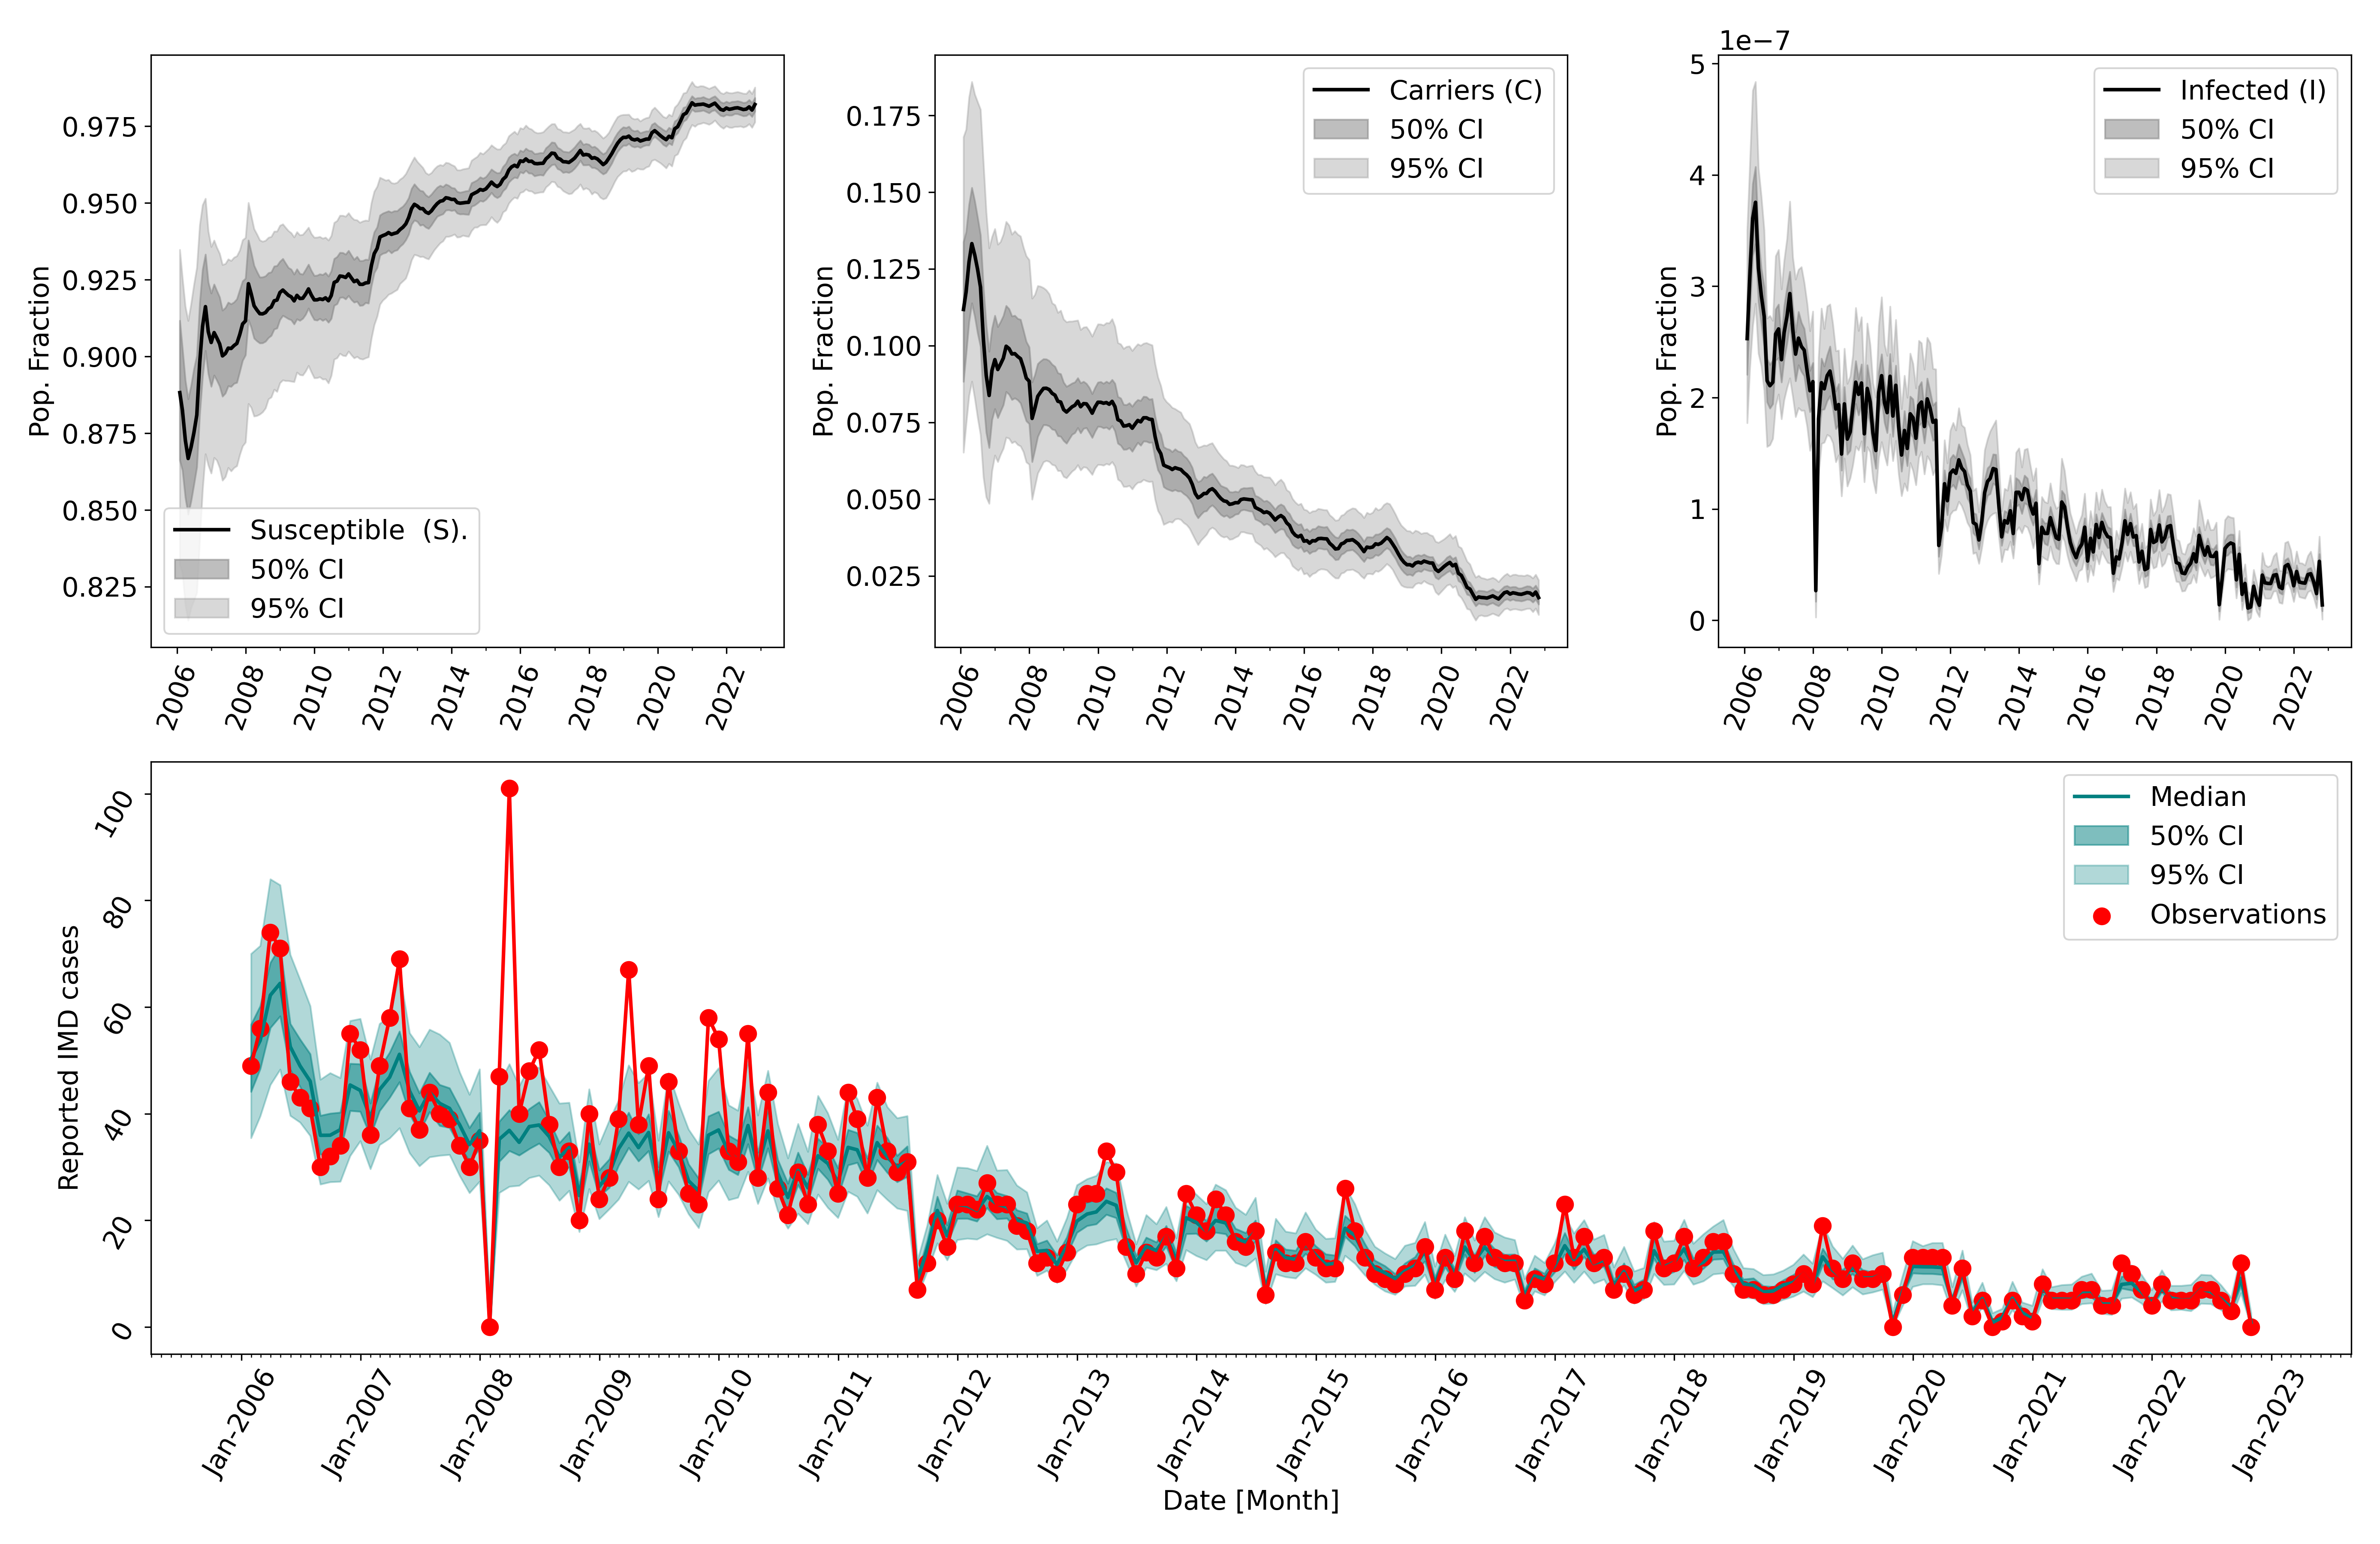 Pop. Fraction
0.975
0.950
0.925
0.900
0.875
0.850
0.825
Susceptible  (S).
50% CI
95% CI
2006
2008
2010
2012
2014
2016
2018
2020
2022
Pop. Fraction
0.175
0.150
0.125
0.100
0.075
0.050
0.025
Carriers (C)
50% CI
95% CI
2006
2008
2010
2012
2014
2016
2018
2020
2022
1e−7
Pop. Fraction
5
4
3
2
1
0
Infected (I)
50% CI
95% CI
2006
2008
2010
2012
2014
2016
2018
2020
2022
Reported IMD cases
100
80
60
40
20
0
Median
50% CI
95% CI
Observations
Jan-2006
Jan-2007
Jan-2008
Jan-2009
Jan-2010
Jan-2011
Jan-2012
Jan-2013
Jan-2014
Jan-2015
Jan-2016
Jan-2017
Jan-2018
Jan-2019
Jan-2020
Jan-2021
Jan-2022
Jan-2023
Date [Month]